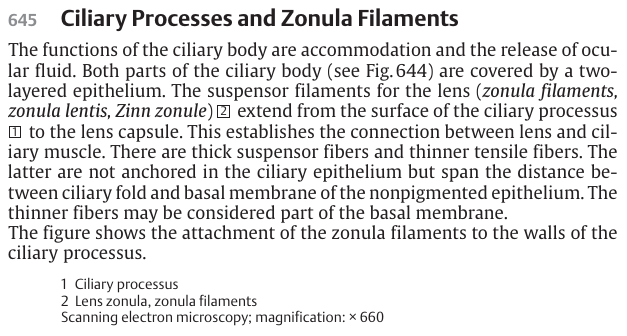 645 Ciliary Processes and Zonula Filaments
The functions of the ciliary body are accommodation and the release of ocu-
lar fluid. Both parts of the ciliary body (see Fig. 644) are covered by a two-
layered epithelium. The suspensor filaments for the lens (zonula filaments,
zonula lentis, Zinn zonule) 2 extend from the surface of the ciliary processus
1 to the lens capsule. This establishes the connection between lens and cil-
iary muscle. There are thick suspensor fibers and thinner tensile fibers. The
latter are not anchored in the ciliary epithelium but span the distance be-
tween ciliary fold and basal membrane of the nonpigmented epithelium. The
thinner fibers may be considered part of the basal membrane.
The figure shows the attachment of the zonula filaments to the walls of the
ciliary processus.
1 Ciliary processus
2 Lens zonula, zonula filaments
Scanning electron microscopy; magnification: × 660